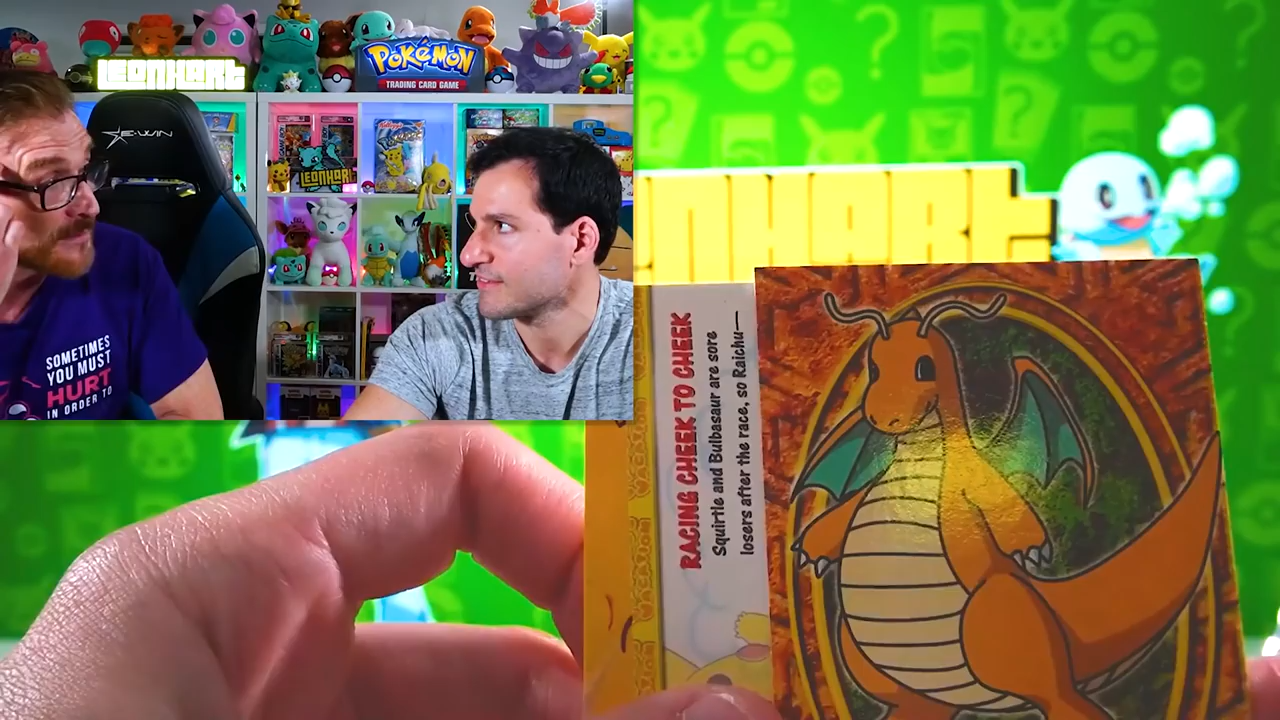 LEONHART
POKéMON
TRADING CARD GAME
E-WIN
LEONHART
SOMETIMES
YOU MUST
HURT
IN ORDER TO
RACING CHEEK TO CHEEK
Squirtle and Bulbasaur are sore
losers after the race, so Raichu—